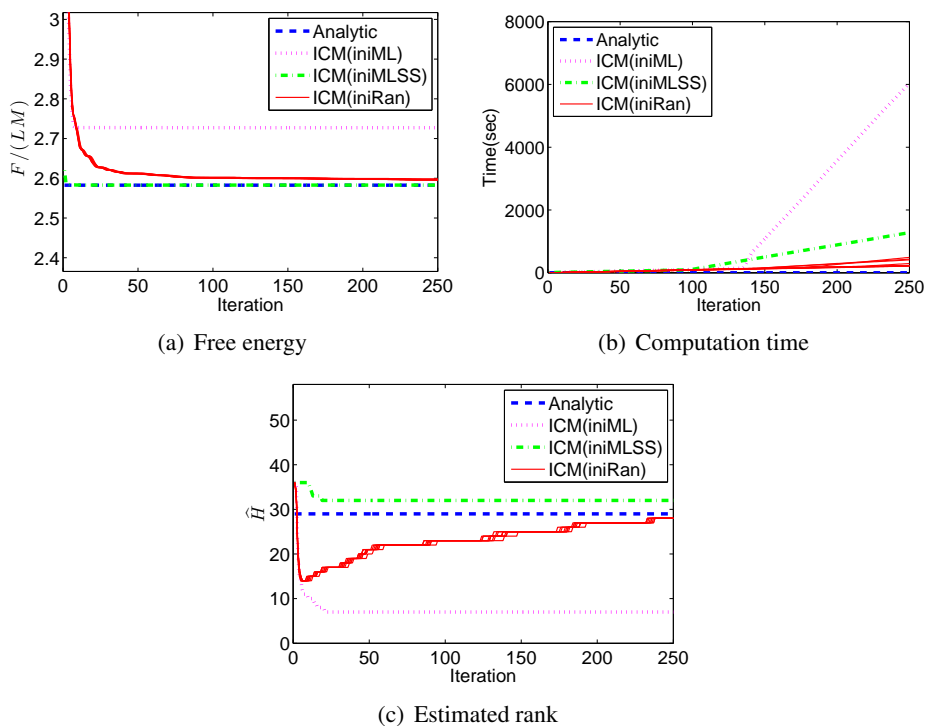 3
2.9
2.8
2.7
2.6
2.5
2.4
F/(LM)
0 50 100 150 200 250
Iteration
Analytic
ICM(iniML)
ICM(iniMLSS)
ICM(iniRan)
(a) Free energy
8000
6000
4000
2000
0
Time(sec)
0 50 100 150 200 250
Iteration
Analytic
ICM(iniML)
ICM(iniMLSS)
ICM(iniRan)
(b) Computation time
50
40
30
20
10
0
Ĥ
0 50 100 150 200 250
Iteration
Analytic
ICM(iniML)
ICM(iniMLSS)
ICM(iniRan)
(c) Estimated rank